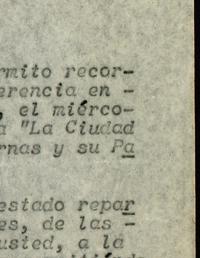 rmito recor-
erencia en -
, el miérco-
a "La Ciudad
rnas y su Pa
estado repar
es, de las -
usted, a la